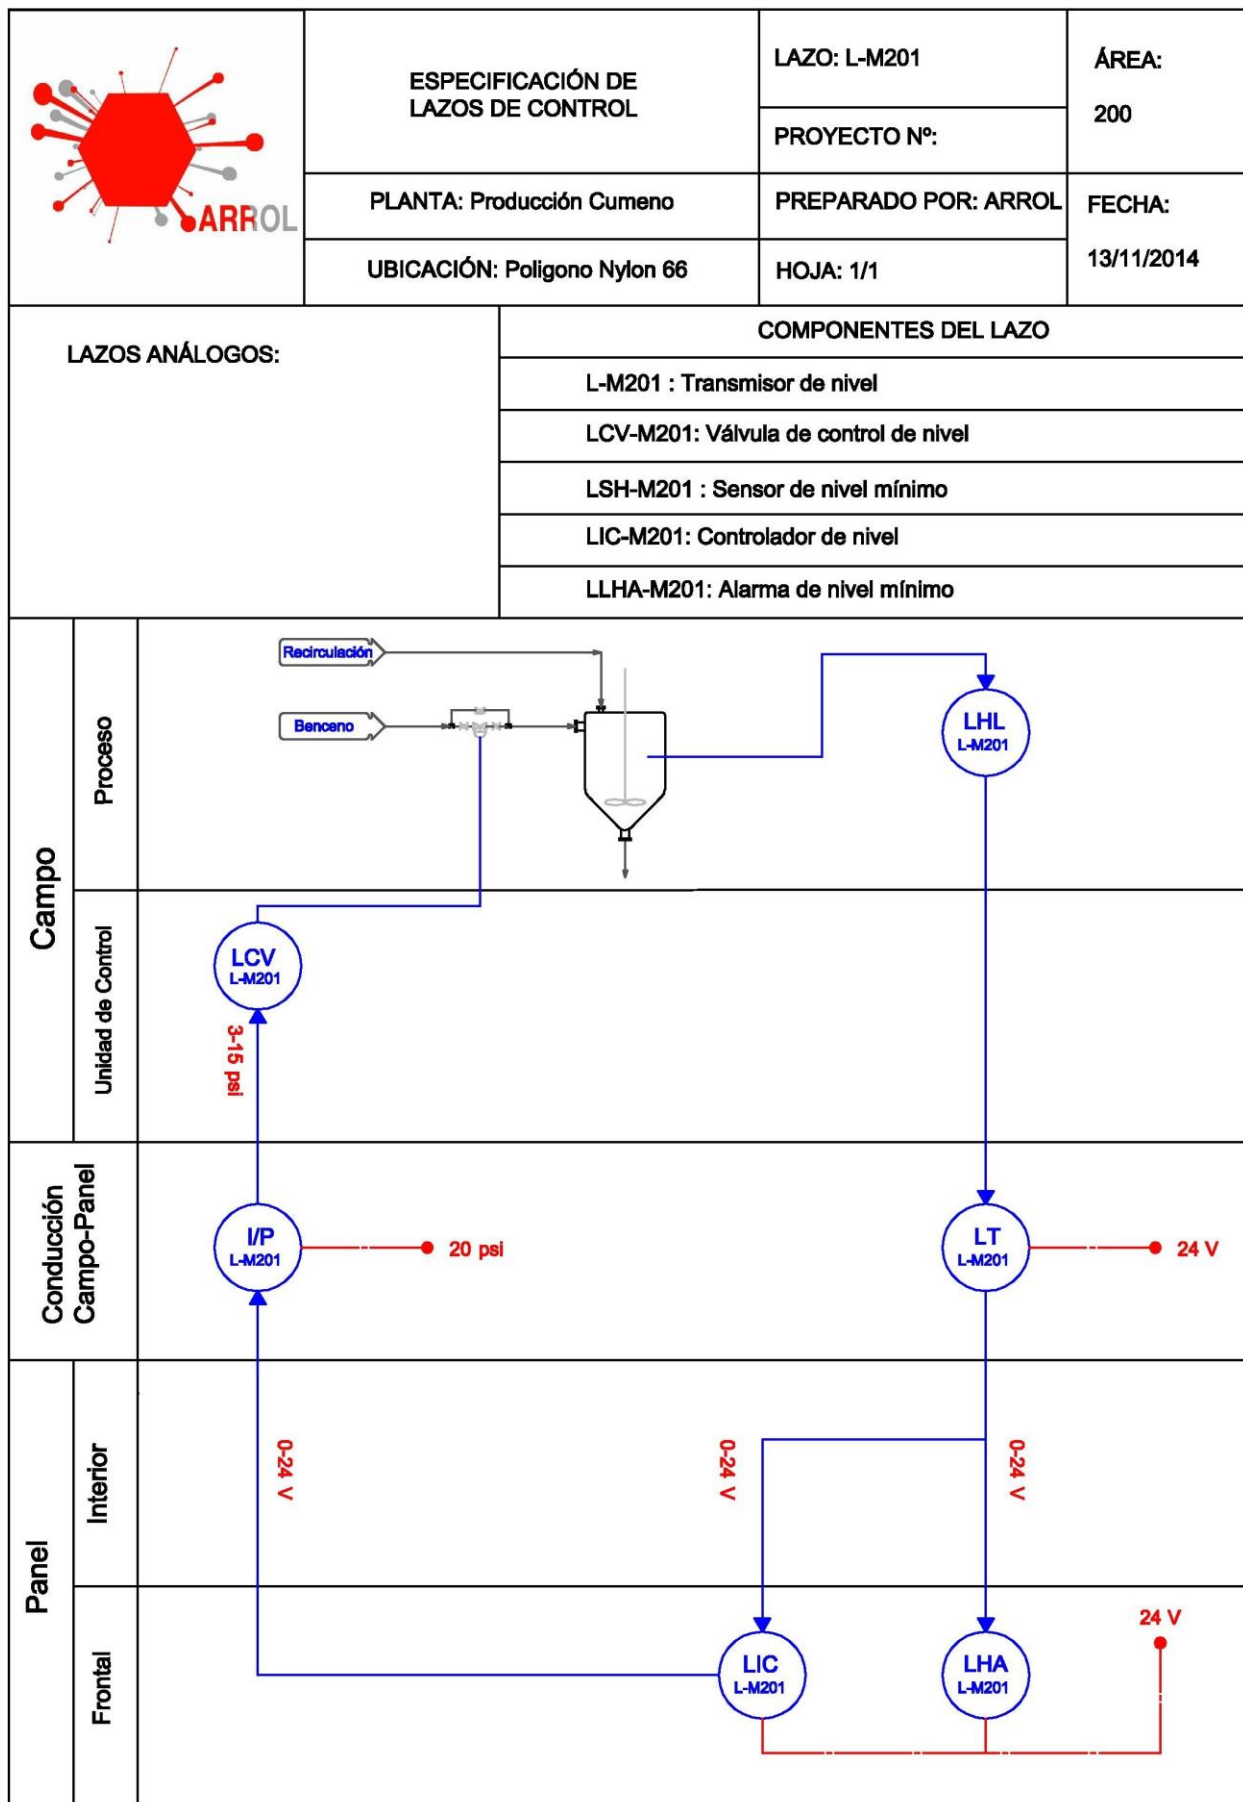 ARROL
ESPECIFICACIÓN DE
LAZOS DE CONTROL
LAZO: L-M201
PROYECTO Nº:
ÁREA:
200
PLANTA: Producción Cumeno
PREPARADO POR: ARROL
FECHA:
13/11/2014
UBICACIÓN: Poligono Nylon 66
HOJA: 1/1
LAZOS ANÁLOGOS:
COMPONENTES DEL LAZO
L-M201 : Transmisor de nivel
LCV-M201: Válvula de control de nivel
LSH-M201 : Sensor de nivel mínimo
LIC-M201: Controlador de nivel
LLHA-M201: Alarma de nivel mínimo
Campo
Proceso
Recirculación
Benceno
LHL
L-M201
Unidad de Control
LCV
L-M201
3-15 psi
Conducción
Campo-Panel
I/P
L-M201
20 psi
LT
L-M201
24 V
Panel
Interior
0-24 V
0-24 V
0-24 V
Frontal
LIC
L-M201
LHA
L-M201
24 V